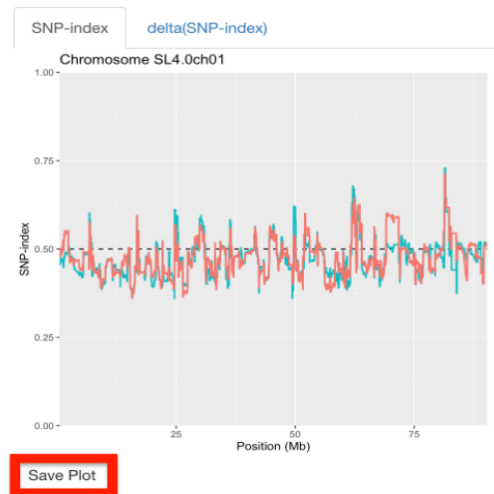 SNP-index delta(SNP-index)
Chromosome SL4.0ch01
1.00
0.75
0.50
0.25
0.00
SNP-index
25 50 75
Position (Mb)
Save Plot